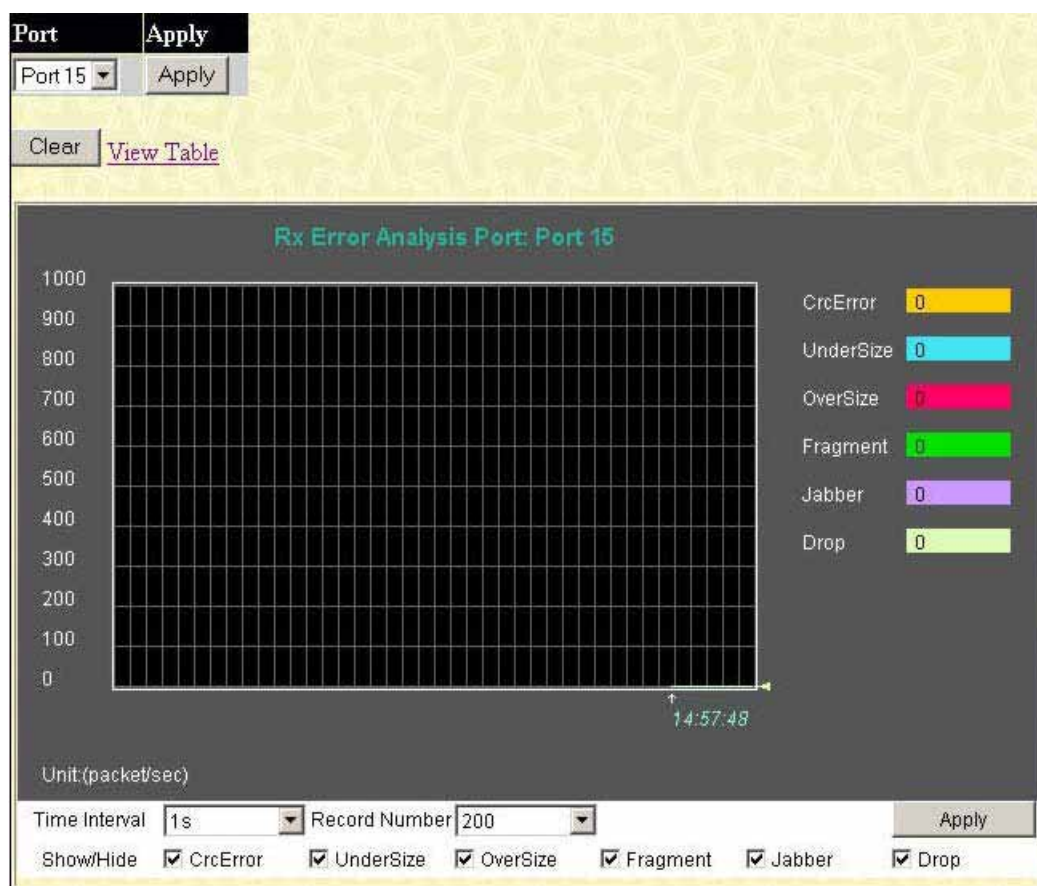 Port Apply
Port 15 Apply
Clear View Table
Rx Error Analysis Port: Port 15
1000
900
800
700
600
500
400
300
200
100
0
CrcError 0
UnderSize 0
OverSize 0
Fragment 0
Jabber 0
Drop 0
14:57:48
Unit:(packet/sec)
Time Interval 1s Record Number 200 Apply
Show/Hide CrcError UnderSize OverSize Fragment Jabber Drop